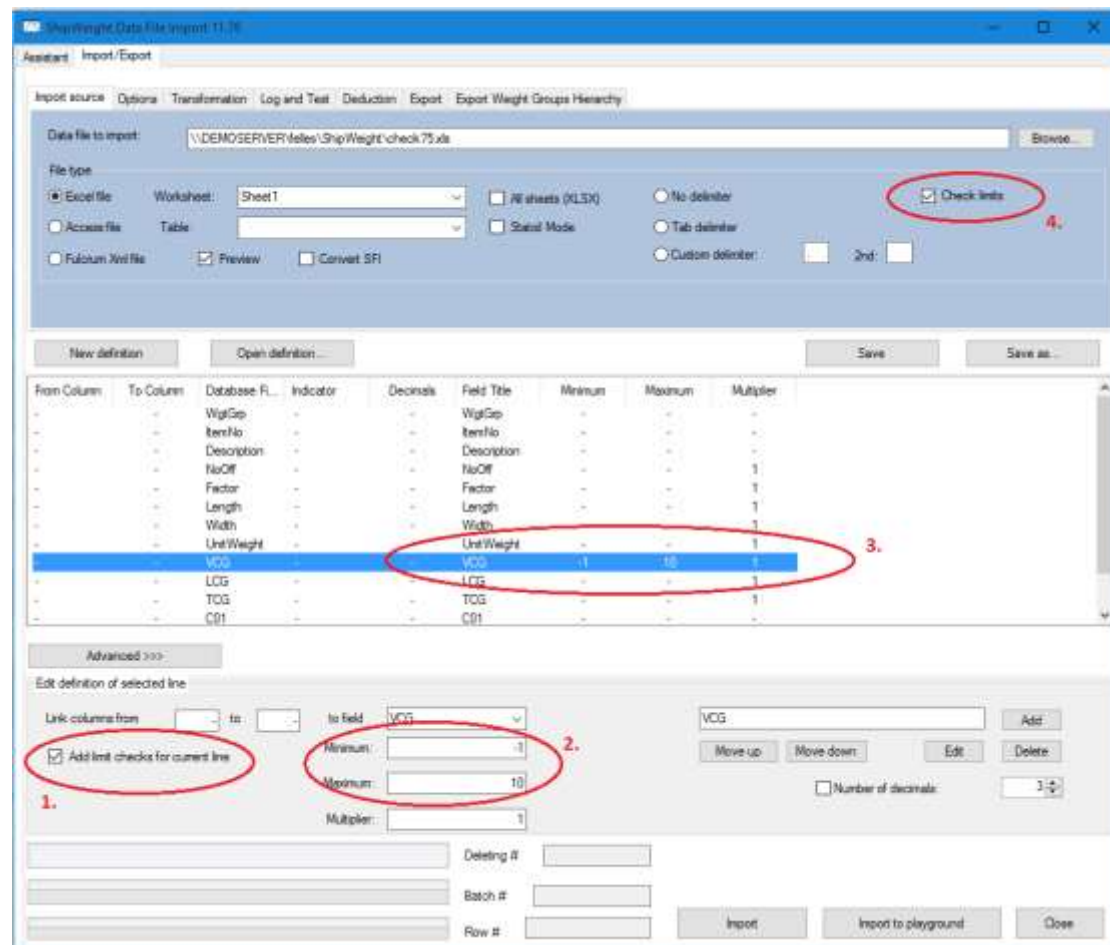 ShipWeight Data File Import 11.70
Assistant Import/Export
Import source Options Transformation Log and Test Deduction Export Export Weight Groups Hierarchy
Data file to import: \\DEMOSERVER\felles\ShipWeight\check75.xls Browse...
File type
Excel file Worksheet: Sheet1 All sheets (XLSX) No delimiter Check limits
4.
Access file Table Statoil Mode Tab delimiter
Fulcrum Xml file Preview Convert SFI Custom delimiter: 2nd:
New definition Open definition... Save Save as...
From Column To Column Database Fi... Indicator Decimals Field Title Minimum Maximum Multiplier
- - WgtGrp - - WgtGrp - - -
- - ItemNo - - ItemNo - - -
- - Description - - Description - - -
- - NoOff - - NoOff - - 1
- - Factor - - Factor - - 1
- - Length - - Length - - 1
- - Width - - Width - - 1
- - UnitWeight - - UnitWeight - - 1
3.
- - VCG - - VCG -1 10 1
- - LCG - - LCG - - 1
- - TCG - - TCG - - 1
- - C01 - - C01 - - -
Advanced >>>
Edit definition of selected line
Link columns from - to - to field VCG VCG Add
Add limit checks for current line Minimum: -1 2. Move up Move down Edit Delete
1. Maximum: 10 Number of decimals: 3
Multiplier: 1
Deleting #
Batch #
Row # Import Import to playground Close